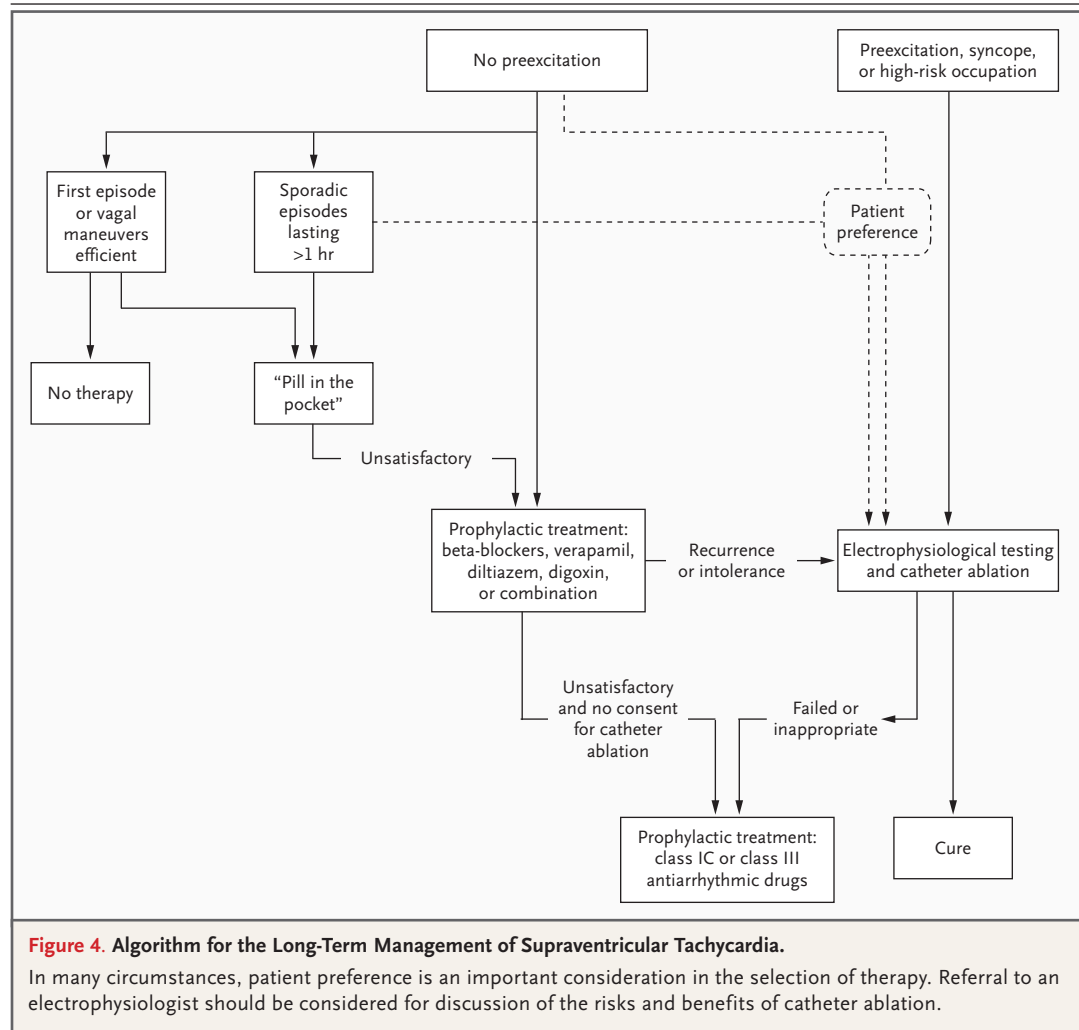 No preexcitation
Preexcitation, syncope,
or high-risk occupation
First episode
or vagal
maneuvers
efficient
Sporadic
episodes
lasting
>1 hr
Patient
preference
No therapy
“Pill in the
pocket”
Unsatisfactory
Prophylactic treatment:
beta-blockers, verapamil,
diltiazem, digoxin,
or combination
Recurrence
or intolerance
Electrophysiological testing
and catheter ablation
Unsatisfactory
and no consent
for catheter
ablation
Failed or
inappropriate
Prophylactic treatment:
class IC or class III
antiarrhythmic drugs
Cure
Figure 4. Algorithm for the Long-Term Management of Supraventricular Tachycardia.
In many circumstances, patient preference is an important consideration in the selection of therapy. Referral to an
electrophysiologist should be considered for discussion of the risks and benefits of catheter ablation.